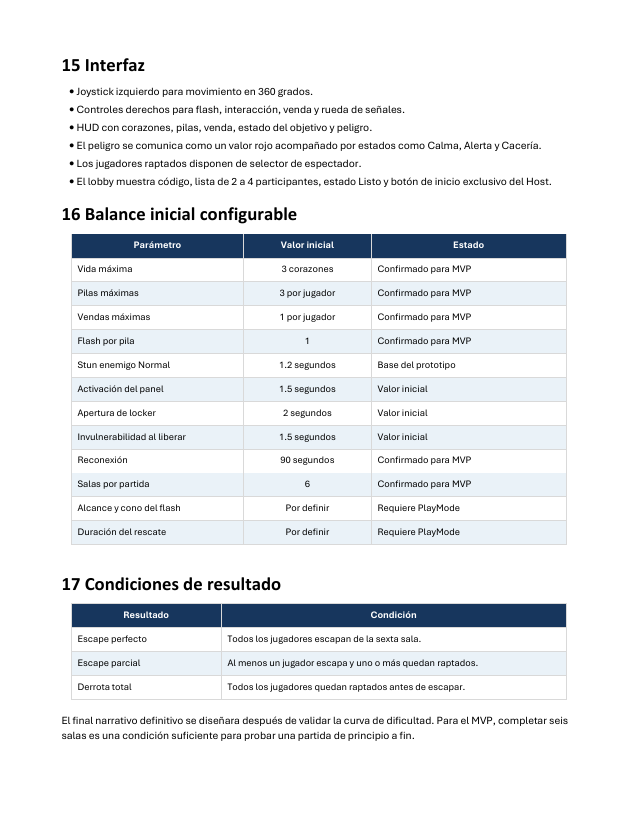 15 Interfaz
• Joystick izquierdo para movimiento en 360 grados.
• Controles derechos para flash, interacción, venda y rueda de señales.
• HUD con corazones, pilas, venda, estado del objetivo y peligro.
• El peligro se comunica como un valor rojo acompañado por estados como Calma, Alerta y Cacería.
• Los jugadores raptados disponen de selector de espectador.
• El lobby muestra código, lista de 2 a 4 participantes, estado Listo y botón de inicio exclusivo del Host.
16 Balance inicial configurable
Parámetro Valor inicial Estado
Vida máxima 3 corazones Confirmado para MVP
Pilas máximas 3 por jugador Confirmado para MVP
Vendas máximas 1 por jugador Confirmado para MVP
Flash por pila 1 Confirmado para MVP
Stun enemigo Normal 1.2 segundos Base del prototipo
Activación del panel 1.5 segundos Valor inicial
Apertura de locker 2 segundos Valor inicial
Invulnerabilidad al liberar 1.5 segundos Valor inicial
Reconexión 90 segundos Confirmado para MVP
Salas por partida 6 Confirmado para MVP
Alcance y cono del flash Por definir Requiere PlayMode
Duración del rescate Por definir Requiere PlayMode
17 Condiciones de resultado
Resultado Condición
Escape perfecto Todos los jugadores escapan de la sexta sala.
Escape parcial Al menos un jugador escapa y uno o más quedan raptados.
Derrota total Todos los jugadores quedan raptados antes de escapar.
El final narrativo definitivo se diseñara después de validar la curva de dificultad. Para el MVP, completar seis
salas es una condición suficiente para probar una partida de principio a fin.